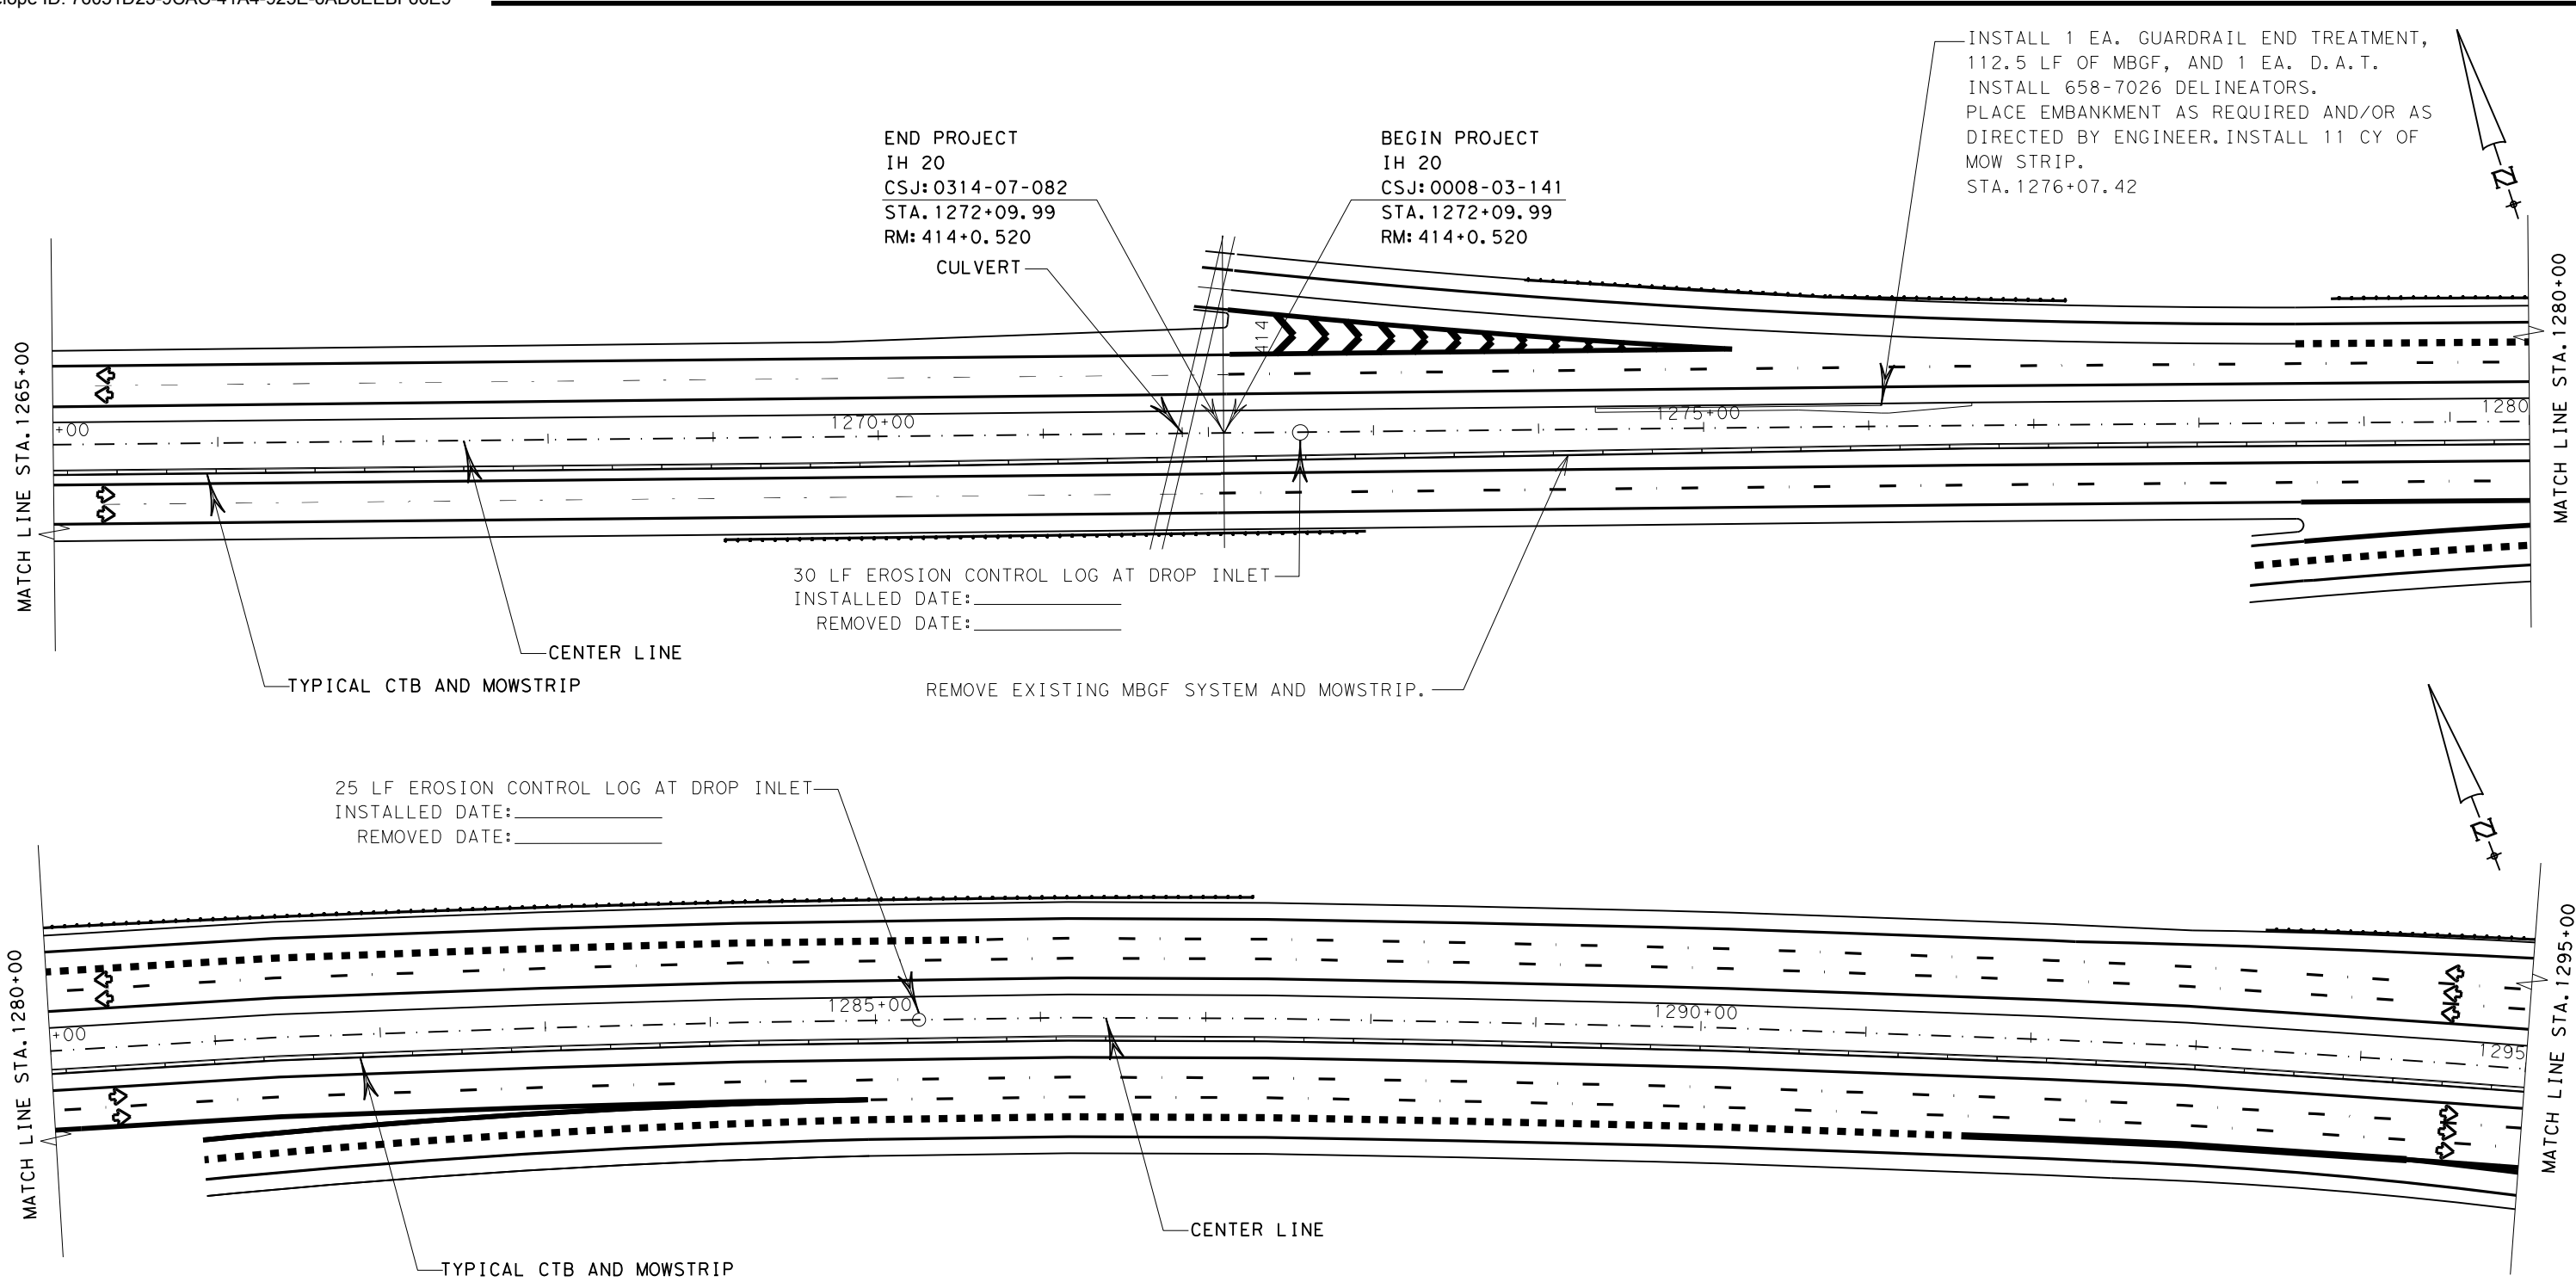 INSTALL 1 EA. GUARDRAIL END TREATMENT,
112.5 LF OF MBGF, AND 1 EA. D.A.T.
INSTALL 658-7026 DELINEATORS.
PLACE EMBANKMENT AS REQUIRED AND/OR AS
DIRECTED BY ENGINEER. INSTALL 11 CY OF
MOW STRIP.
STA. 1276+07.42
END PROJECT
IH 20
CSJ: 0314-07-082
STA. 1272+09.99
RM: 414+0.520
CULVERT
BEGIN PROJECT
IH 20
CSJ: 0008-03-141
STA. 1272+09.99
RM: 414+0.520
N
MATCH LINE STA. 1265+00
+00
1270+00
414
1275+00
1280
MATCH LINE STA. 1280+00
30 LF EROSION CONTROL LOG AT DROP INLET
INSTALLED DATE:
REMOVED DATE:
CENTER LINE
TYPICAL CTB AND MOWSTRIP
REMOVE EXISTING MBGF SYSTEM AND MOWSTRIP.
25 LF EROSION CONTROL LOG AT DROP INLET
INSTALLED DATE:
REMOVED DATE:
N
MATCH LINE STA. 1280+00
+00
1285+00
1290+00
1295
MATCH LINE STA. 1295+00
CENTER LINE
TYPICAL CTB AND MOWSTRIP